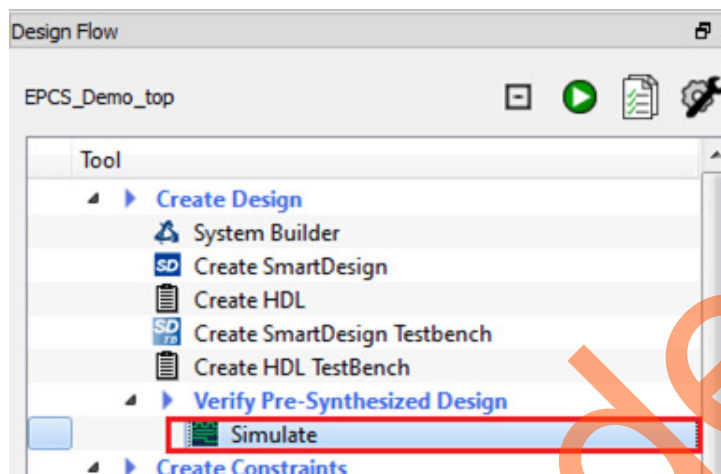 Design Flow
EPCS_Demo_top
Tool
Create Design
System Builder
SD Create SmartDesign
Create HDL
SD Create SmartDesign Testbench
Create HDL TestBench
Verify Pre-Synthesized Design
Simulate
Create Constraints